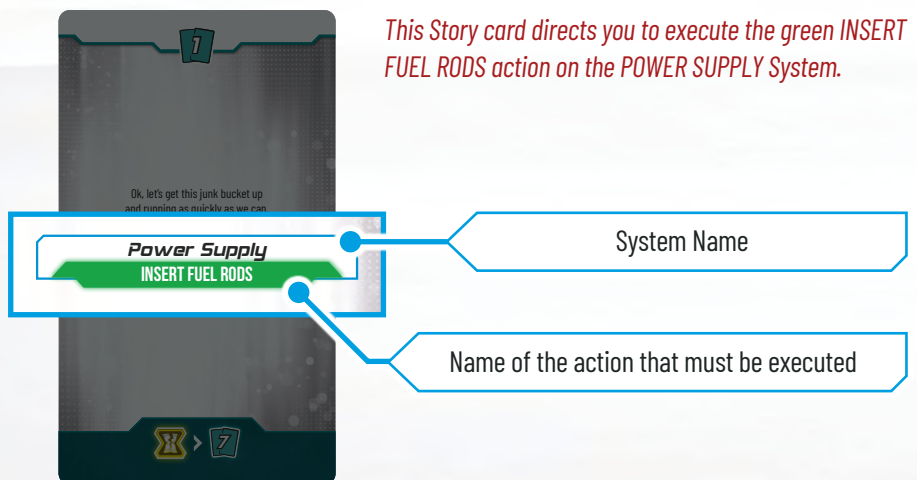 This Story card directs you to execute the green INSERT
FUEL RODS action on the POWER SUPPLY System.
1
Ok, let's get this junk bucket up
and running as quickly as we can.
Power Supply
INSERT FUEL RODS
System Name
Name of the action that must be executed
> 7